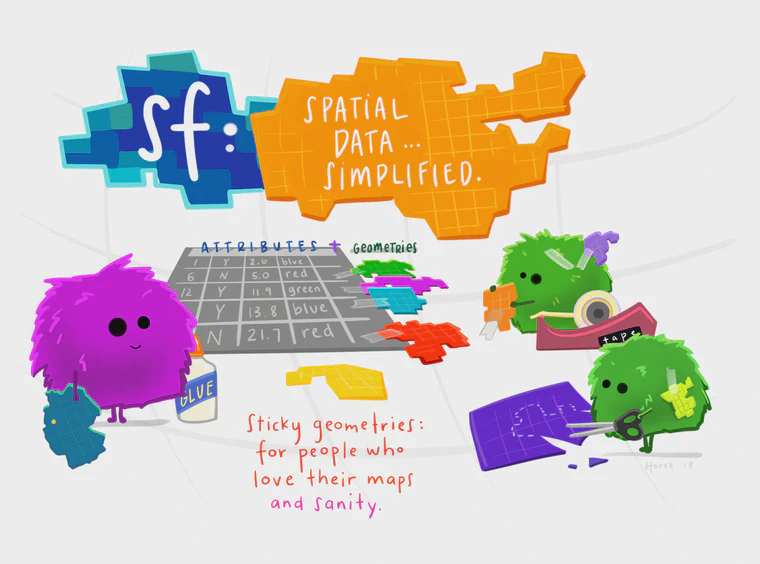 sf:
SPATIAL
DATA ...
SIMPLIFIED.
ATTRIBUTES + GEOMETRIES
1 Y 2.6 blue
6 N 5.0 red
12 Y 11.9 green
Y 13.8 blue
N 21.7 red
GLUE
tape
Sticky geometries:
for people who
love their maps
and sanity.
Horst '18